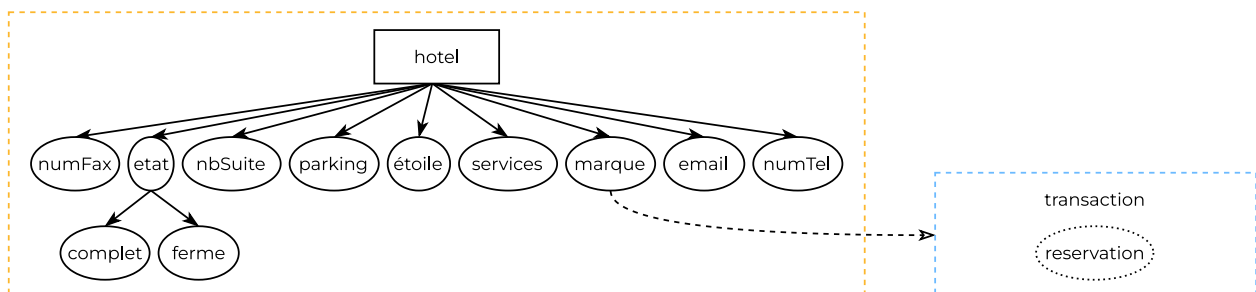 hotel
numFax
etat
nbSuite
parking
étoile
services
marque
email
numTel
transaction
complet
ferme
reservation